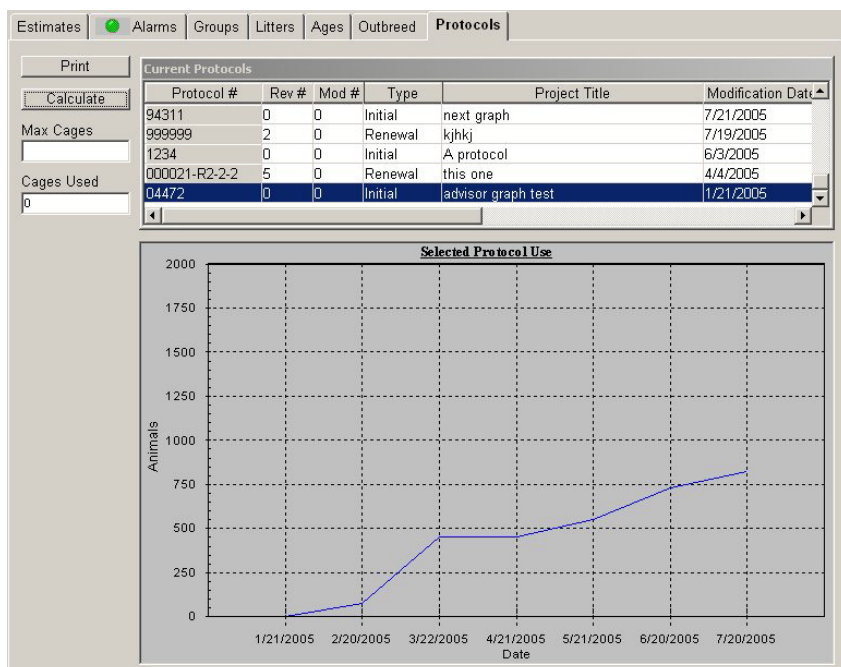 Estimates Alarms Groups Litters Ages Outbreed Protocols
Print
Calculate
Max Cages
Cages Used
0
Current Protocols
Protocol # Rev # Mod # Type Project Title Modification Date
94311 0 0 Initial next graph 7/21/2005
999999 2 0 Renewal kjhkj 7/19/2005
1234 0 0 Initial A protocol 6/3/2005
000021-R2-2-2 5 0 Renewal this one 4/4/2005
04472 0 0 Initial advisor graph test 1/21/2005
Selected Protocol Use
2000
1750
1500
1250
1000
750
500
250
0
Animals
1/21/2005 2/20/2005 3/22/2005 4/21/2005 5/21/2005 6/20/2005 7/20/2005
Date